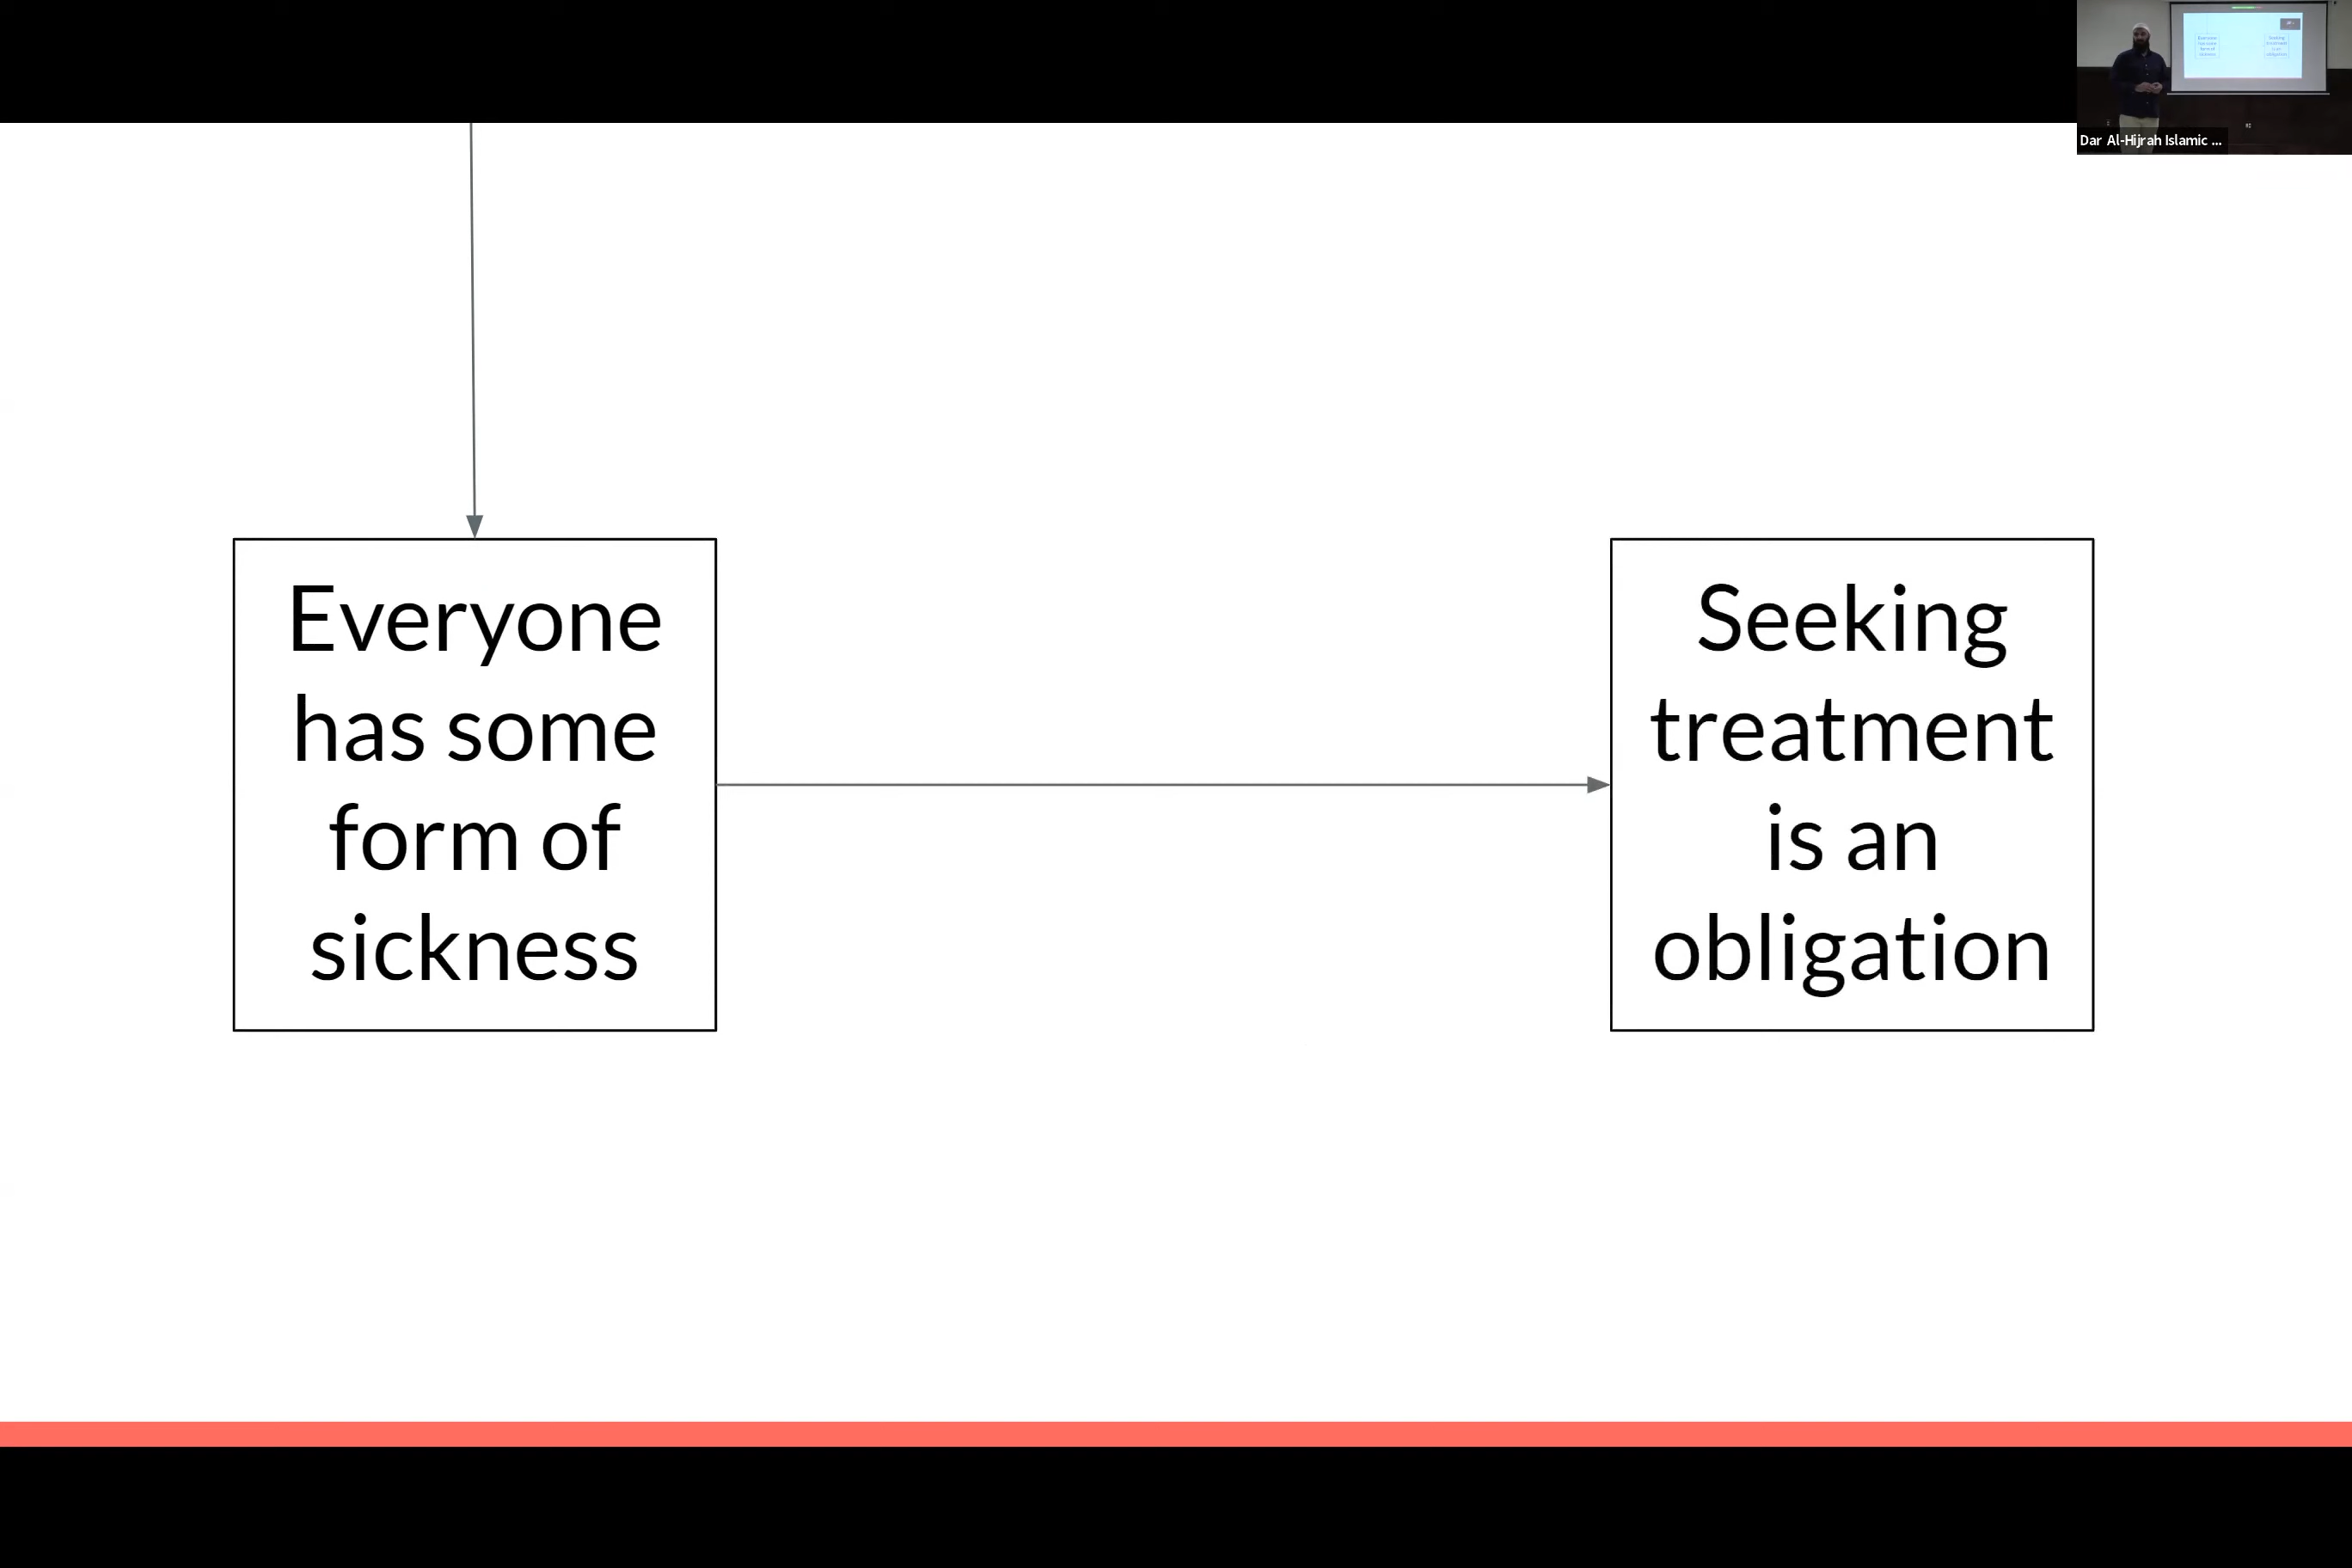 Dar Al-Hijrah Islamic ...
Everyone
has some
form of
sickness
Seeking
treatment
is an
obligation